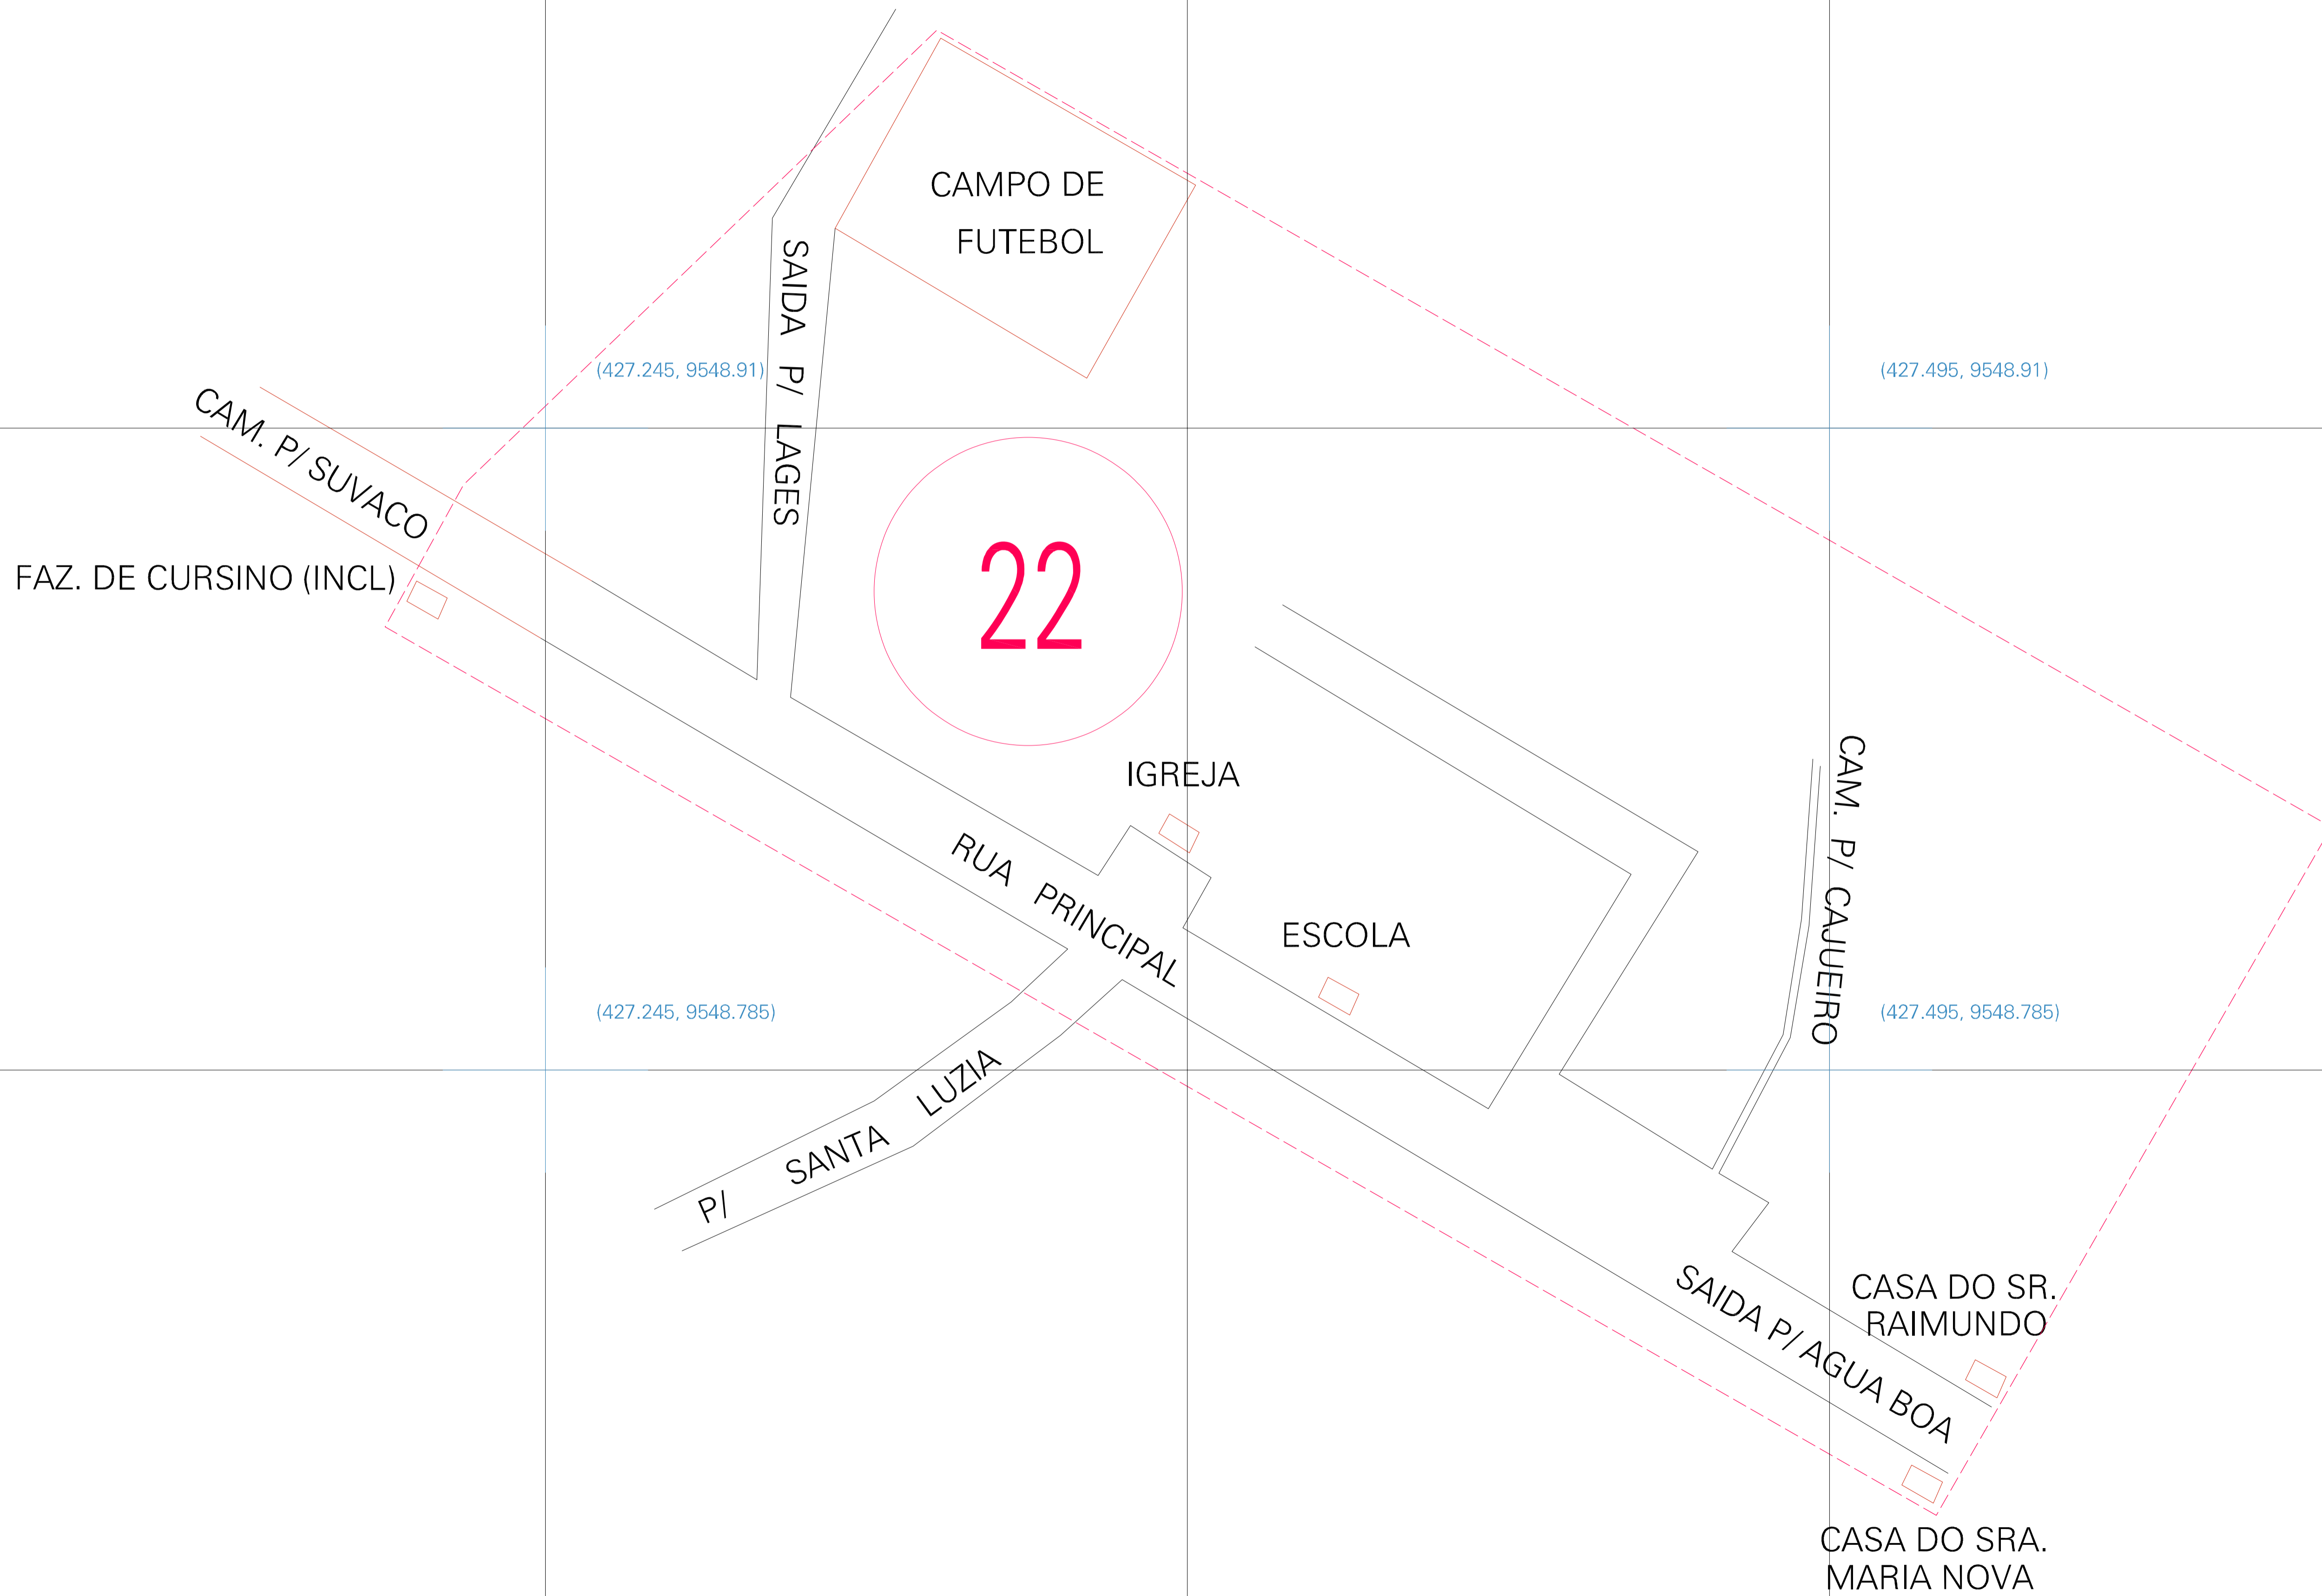 CAMPO DE
FUTEBOL
SAIDA P/ LAGES
(427.245, 9548.91)
(427.495, 9548.91)
CAM. P/ SUVACO
FAZ. DE CURSINO (INCL)
22
IGREJA
CAM. P/ CAJUEIRO
RUA PRINCIPAL
ESCOLA
(427.245, 9548.785)
(427.495, 9548.785)
P/ SANTA LUZIA
SAIDA P/ AGUA BOA
CASA DO SR.
RAIMUNDO
CASA DO SRA.
MARIA NOVA